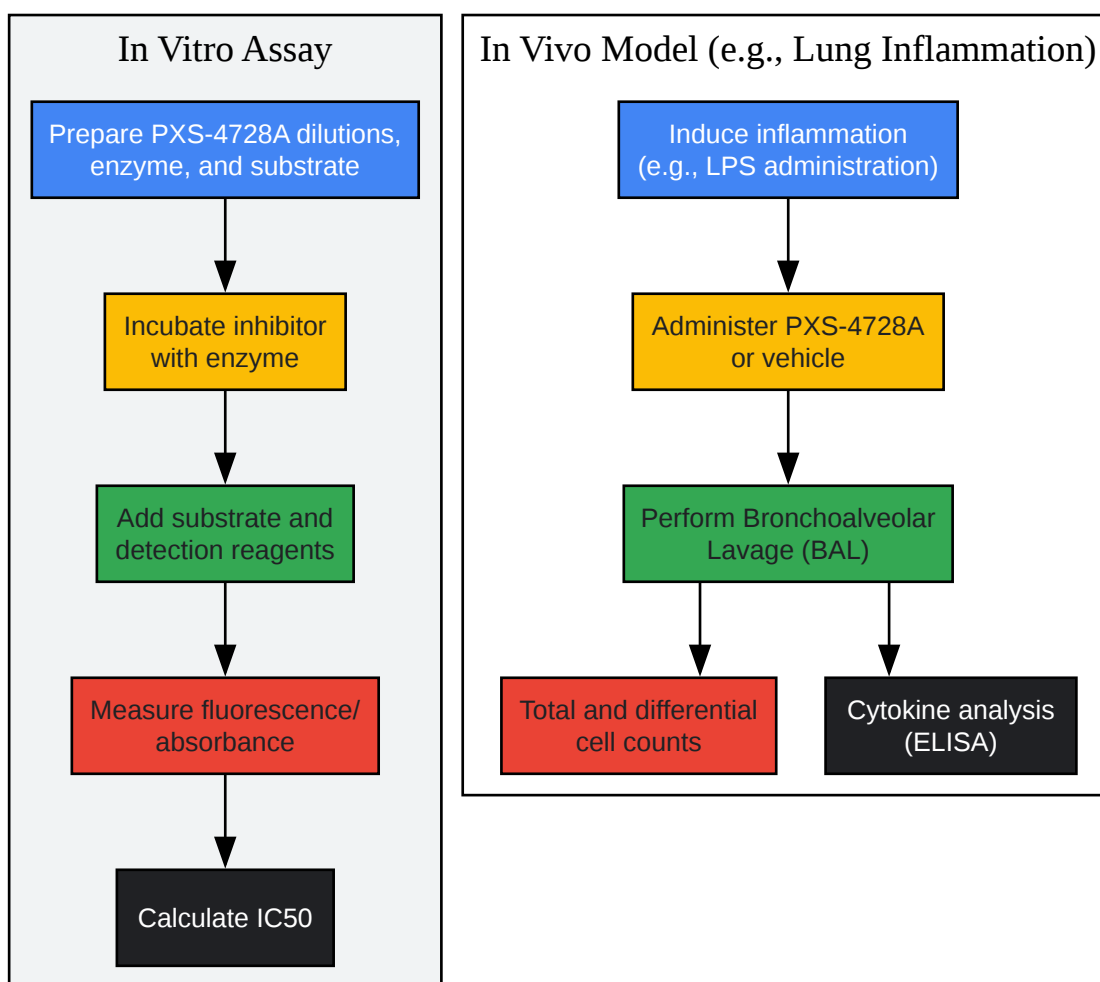 In Vitro Assay
Prepare PXS-4728A dilutions,
enzyme, and substrate
Incubate inhibitor
with enzyme
Add substrate and
detection reagents
Measure fluorescence/
absorbance
Calculate IC50
In Vivo Model (e.g., Lung Inflammation)
Induce inflammation
(e.g., LPS administration)
Administer PXS-4728A
or vehicle
Perform Bronchoalveolar
Lavage (BAL)
Total and differential
cell counts
Cytokine analysis
(ELISA)